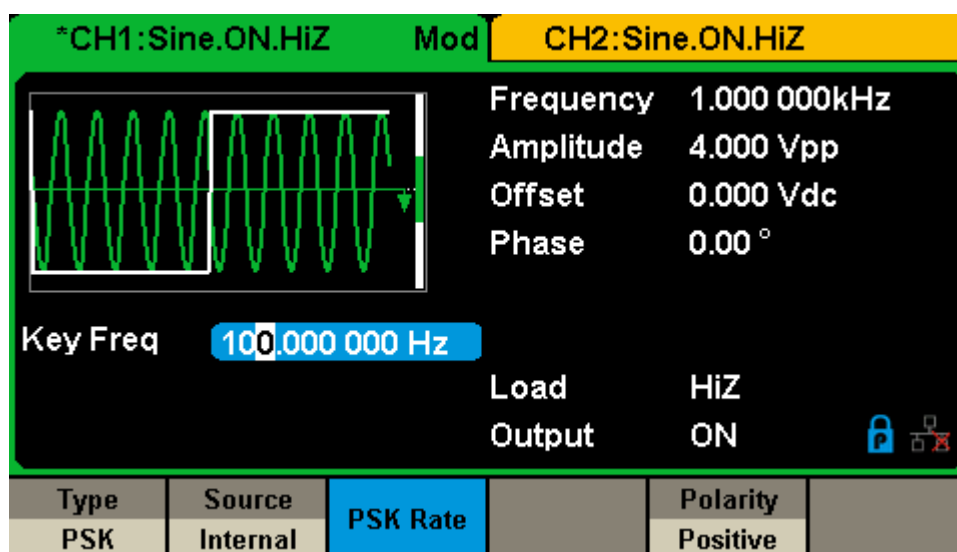 *CH1:Sine.ON.HiZ Mod CH2:Sine.ON.HiZ
Frequency 1.000 000kHz
Amplitude 4.000 Vpp
Offset 0.000 Vdc
Phase 0.00 °
Key Freq 100.000 000 Hz
Load HiZ
Output ON P
Type Source PSK Rate Polarity
PSK Internal Positive